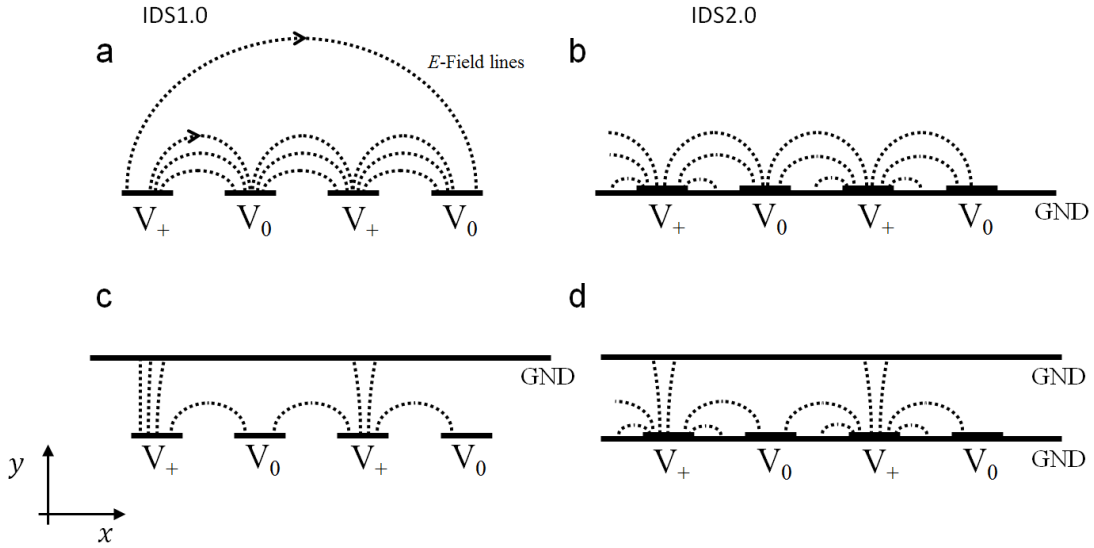 IDS1.0
IDS2.0
a
E-Field lines
b
V₊ V₀ V₊ V₀
V₊ V₀ V₊ V₀
GND
c
d
GND
GND
V₊ V₀ V₊ V₀
V₊ V₀ V₊ V₀
GND
y
x